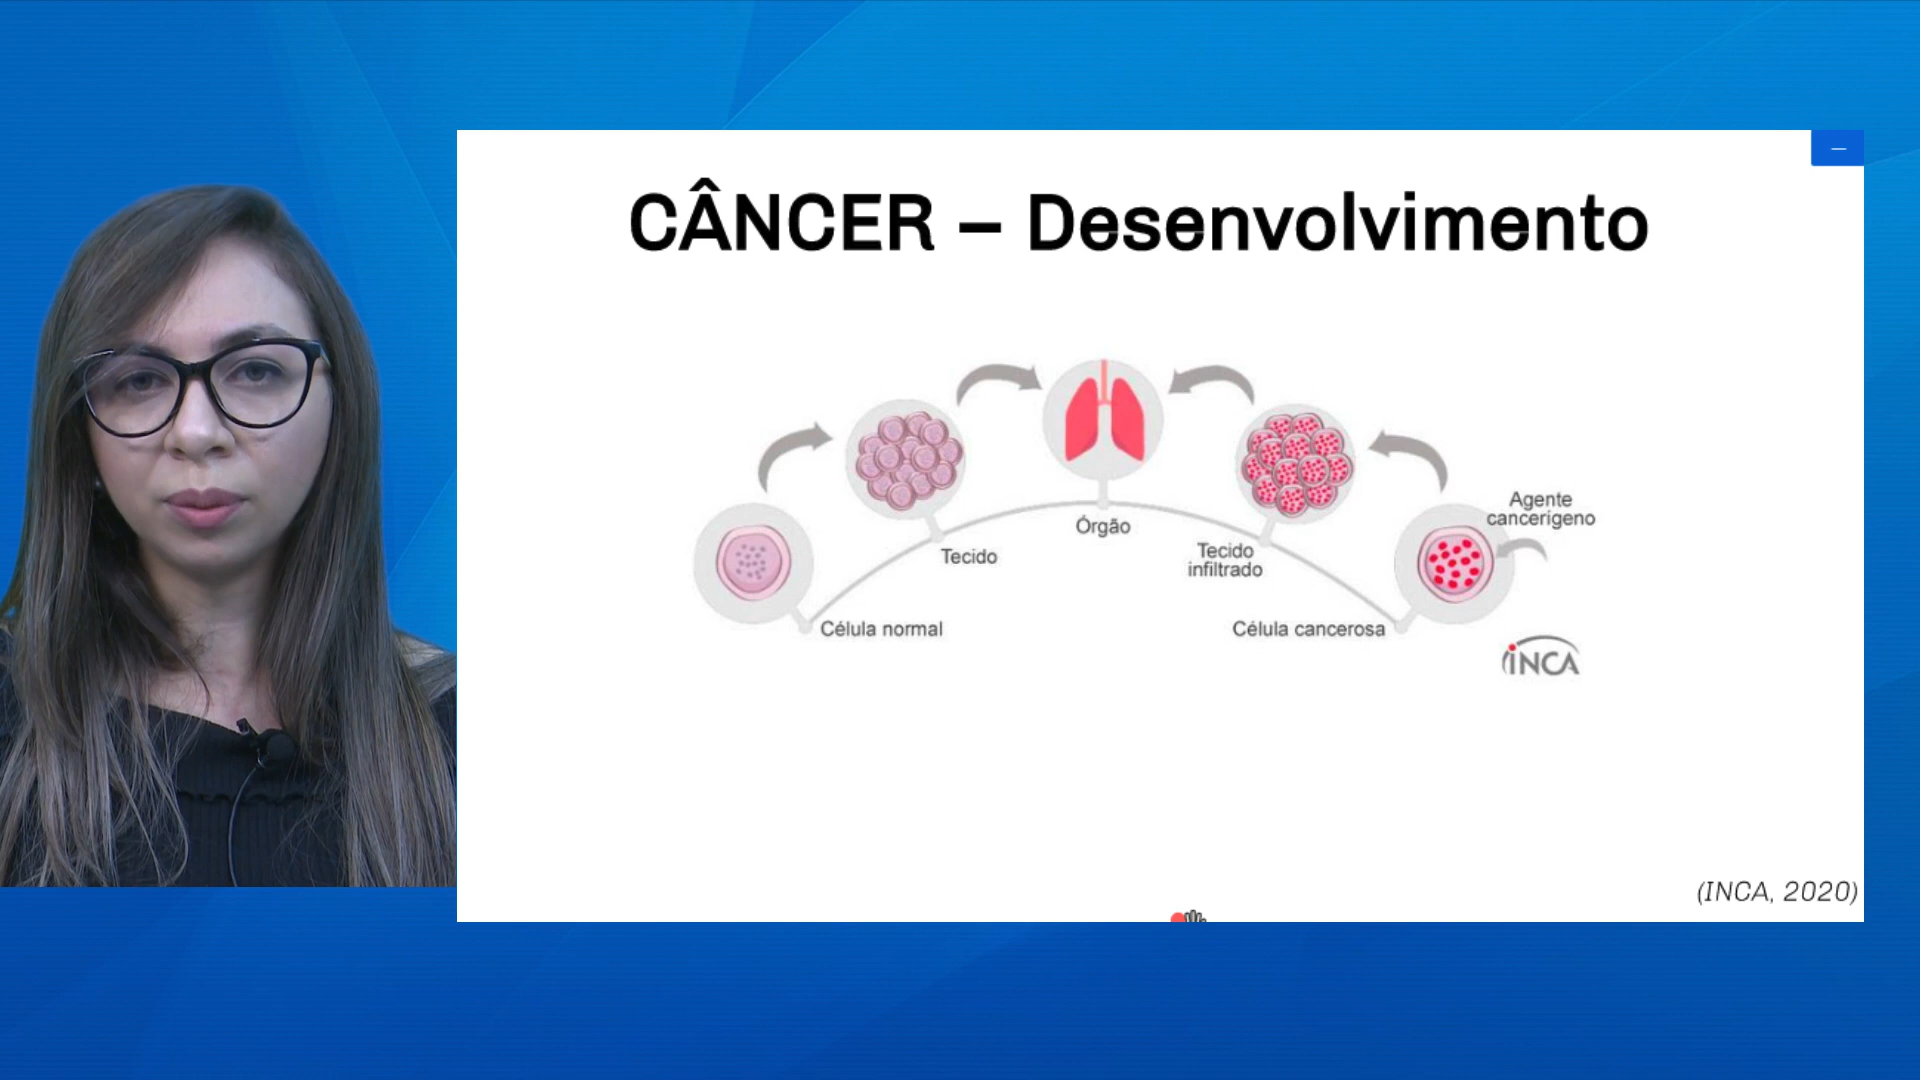 CÂNCER – Desenvolvimento
Agente
cancerígeno
Órgão
Tecido
Tecido
infiltrado
Célula normal
Célula cancerosa
INCA
(INCA, 2020)